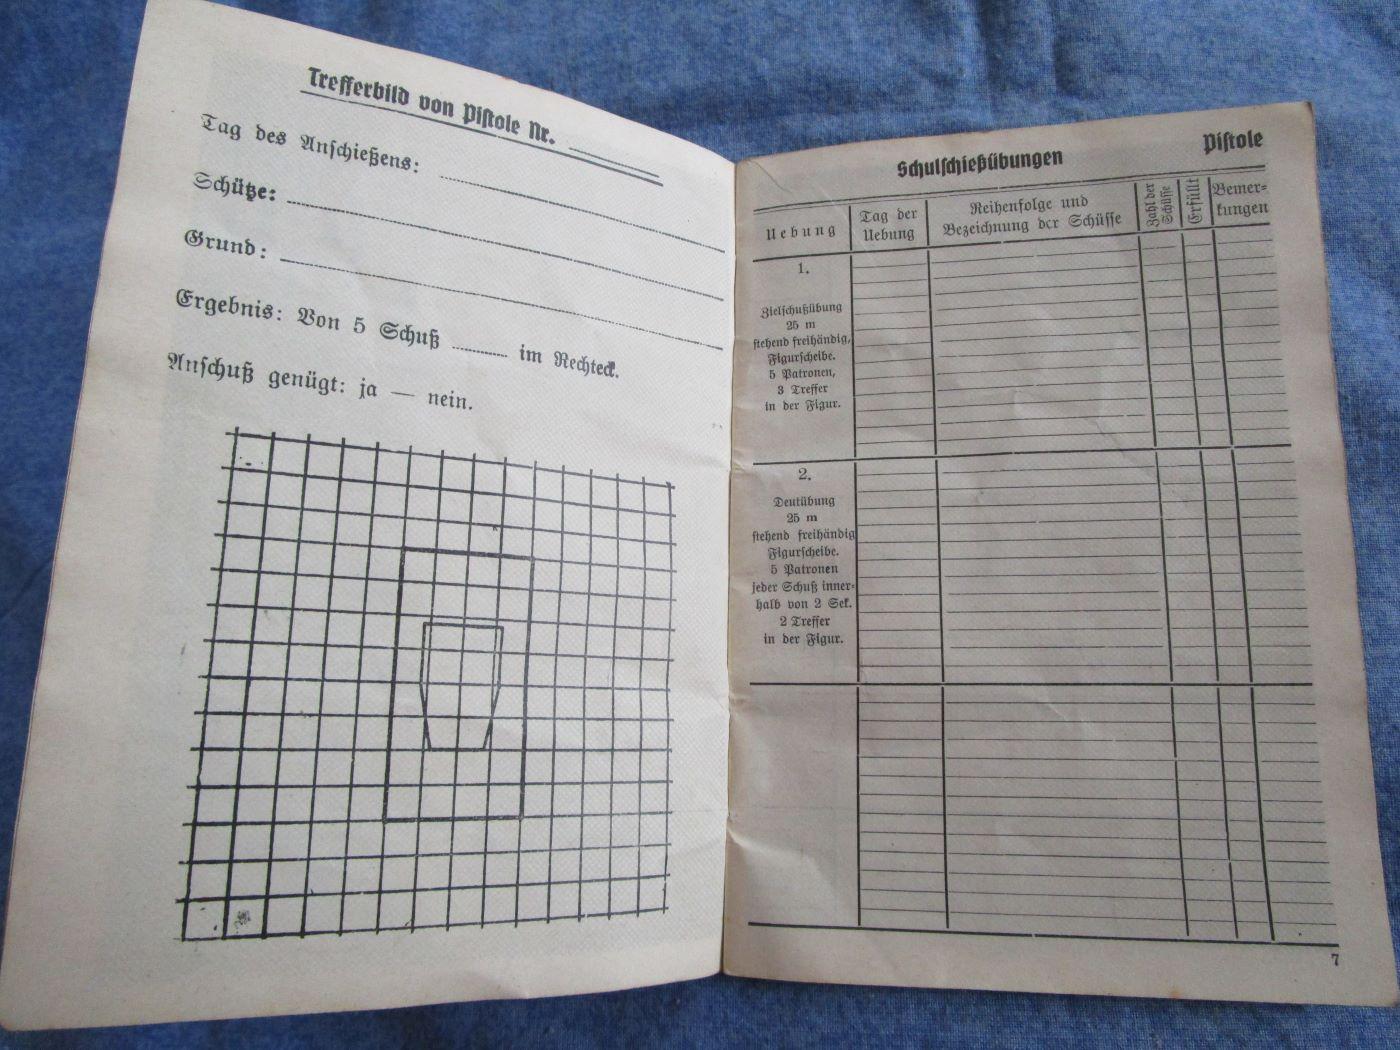 Trefferbild von Pistole Nr.
Tag des Anschießens:
Schütze:
Grund:
Ergebnis: Von 5 Schuß ........ im Rechteck.
Anschuß genügt: ja — nein.
Schulschießübungen
Pistole
Uebung
Tag der
Uebung
Reihenfolge und
Bezeichnung der Schüsse
Zahl der
Schüsse
Erfüllt
Bemer-
kungen
1.
Zielschußübung
25 m
stehend freihändig,
Figurscheibe.
5 Patronen,
3 Treffer
in der Figur.
2.
Deutübung
25 m
stehend freihändig
Figurscheibe.
5 Patronen
jeder Schuß inner-
halb von 2 Sek.
2 Treffer
in der Figur.
7